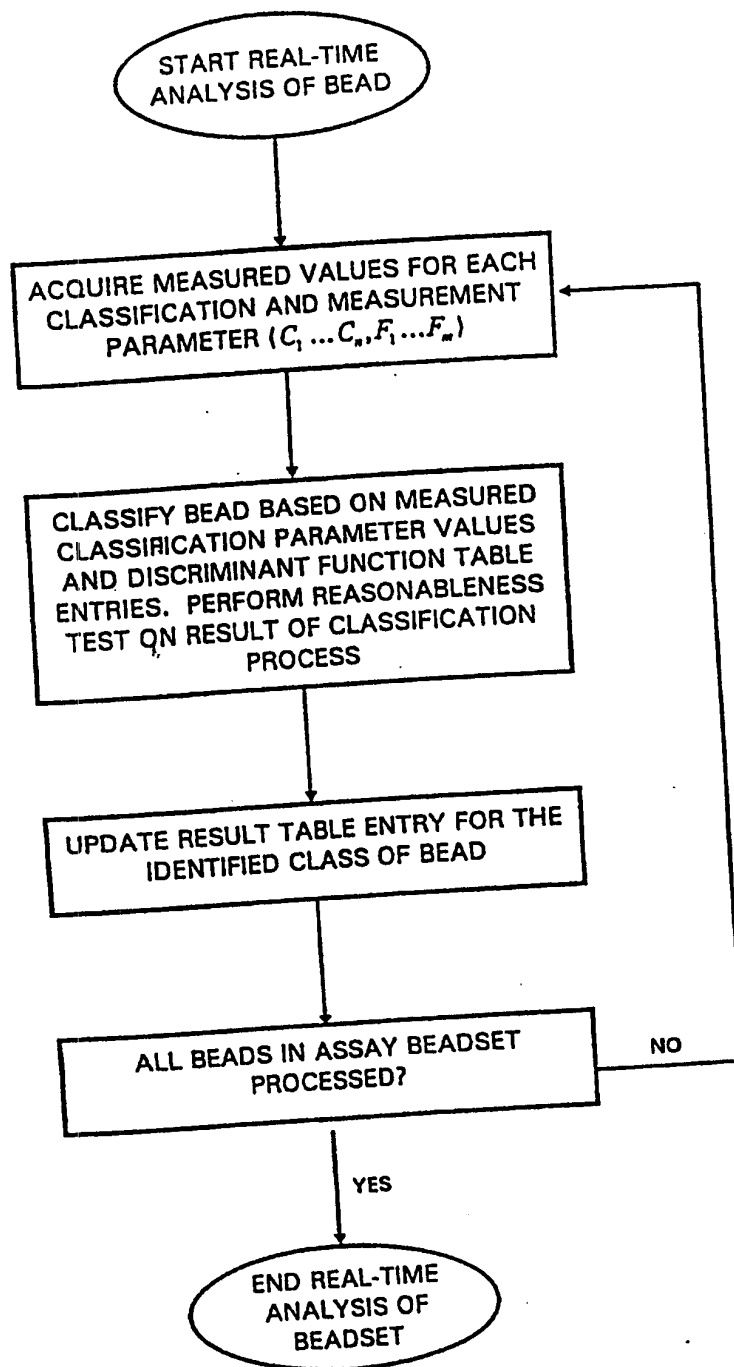 START REAL-TIME
ANALYSIS OF BEAD
ACQUIRE MEASURED VALUES FOR EACH
CLASSIFICATION AND MEASUREMENT
PARAMETER (C₁ ...Cₙ,F₁ ...Fₘ)
CLASSIFY BEAD BASED ON MEASURED
CLASSIFICATION PARAMETER VALUES
AND DISCRIMINANT FUNCTION TABLE
ENTRIES. PERFORM REASONABLENESS
TEST ON RESULT OF CLASSIFICATION
PROCESS
UPDATE RESULT TABLE ENTRY FOR THE
IDENTIFIED CLASS OF BEAD
ALL BEADS IN ASSAY BEADSET
PROCESSED?
NO
YES
END REAL-TIME
ANALYSIS OF
BEADSET